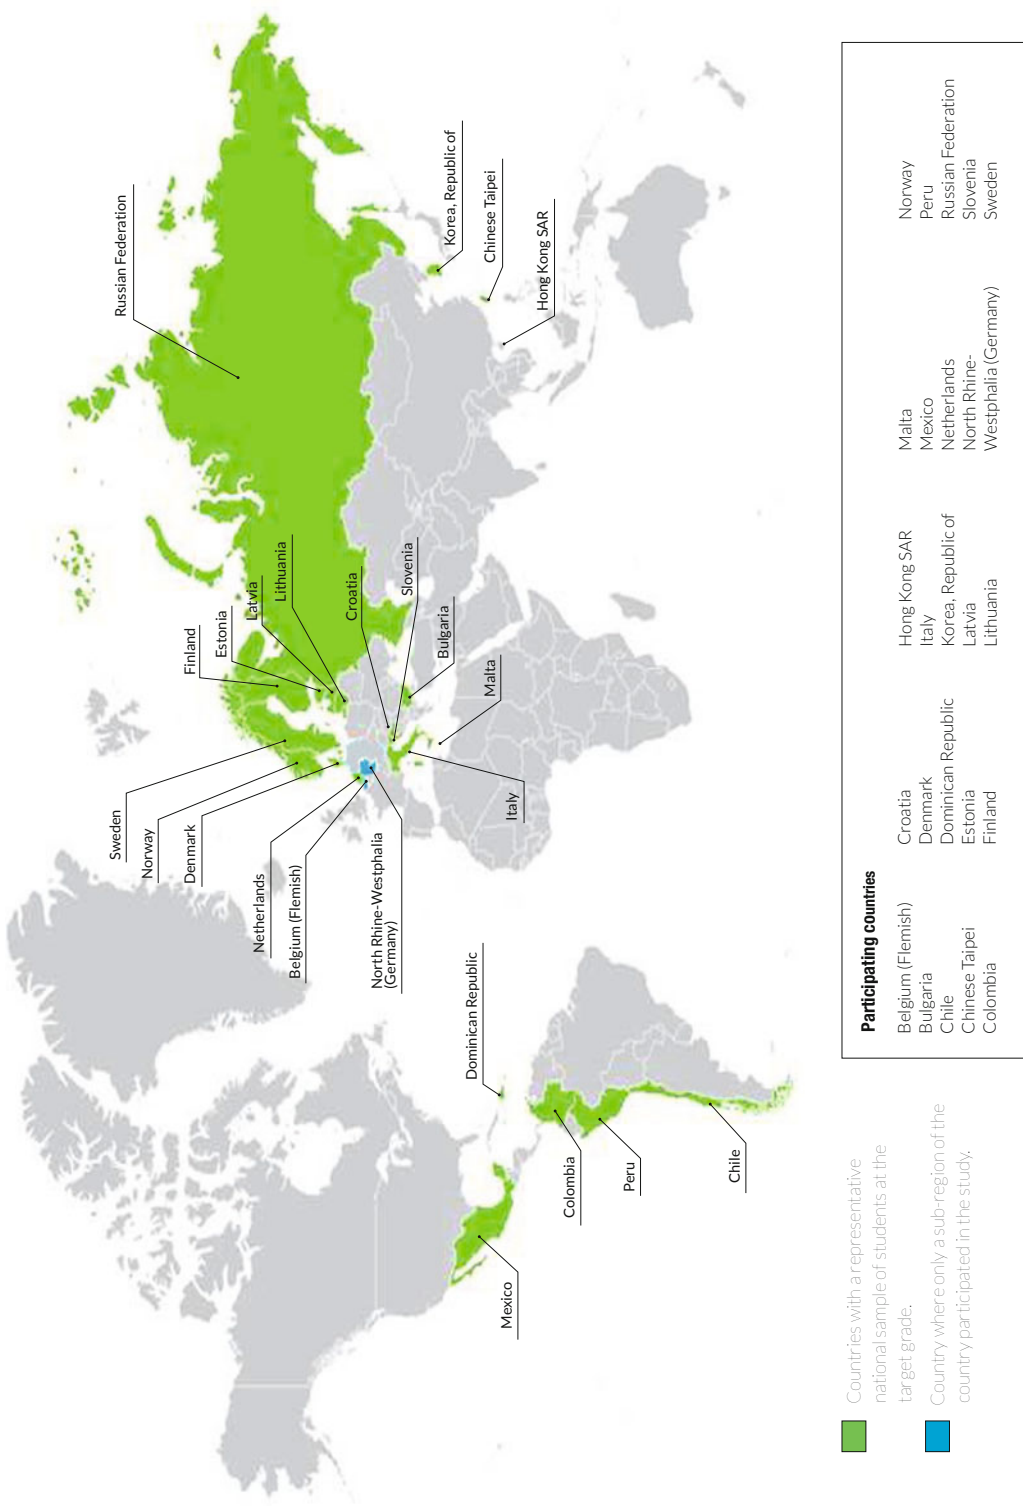 Russian Federation
Korea, Republic of
Chinese Taipei
Hong Kong SAR
Finland
Estonia
Latvia
Lithuania
Croatia
Slovenia
Bulgaria
Malta
Sweden
Norway
Denmark
Netherlands
Belgium (Flemish)
North Rhine-Westphalia
(Germany)
Italy
Dominican Republic
Mexico
Colombia
Peru
Chile
Countries with a representative
national sample of students at the
target grade.
Country where only a sub-region of the
country participated in the study.
Participating countries
Belgium (Flemish)
Bulgaria
Chile
Chinese Taipei
Colombia
Croatia
Denmark
Dominican Republic
Estonia
Finland
Hong Kong SAR
Italy
Korea, Republic of
Latvia
Lithuania
Malta
Mexico
Netherlands
North Rhine-
Westphalia (Germany)
Norway
Peru
Russian Federation
Slovenia
Sweden